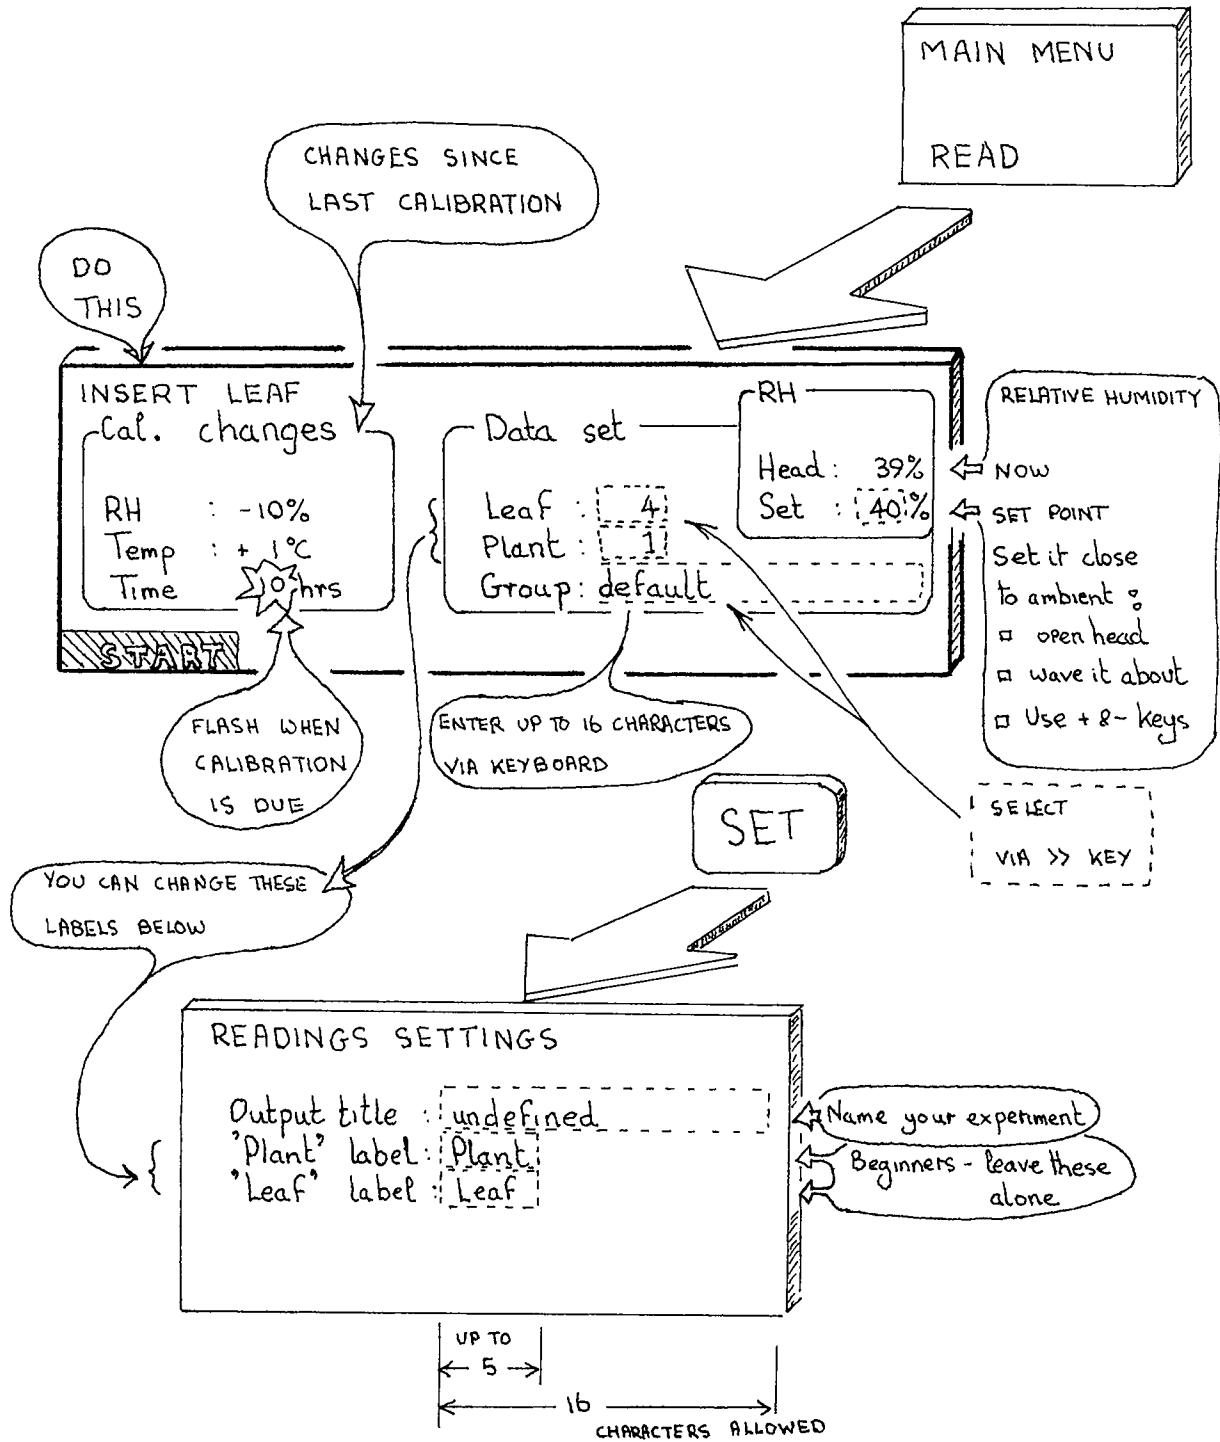 MAIN MENU
READ
CHANGES SINCE
LAST CALIBRATION
DO
THIS
INSERT LEAF
Cal. changes
RH : -10%
Temp : + 1°C
Time 0 hrs
START
Data set
Leaf : 4
Plant : 1
Group: default
RH
Head: 39%
Set : 40%
RELATIVE HUMIDITY
NOW
SET POINT
Set it close
to ambient :
open head
wave it about
Use + & - keys
FLASH WHEN
CALIBRATION
IS DUE
ENTER UP TO 16 CHARACTERS
VIA KEYBOARD
SELECT
VIA >> KEY
SET
YOU CAN CHANGE THESE
LABELS BELOW
READINGS SETTINGS
Output title : undefined
"Plant" label: Plant
"Leaf" label : Leaf
Name your experiment
Beginners - leave these
alone
UP TO
5
16
CHARACTERS ALLOWED